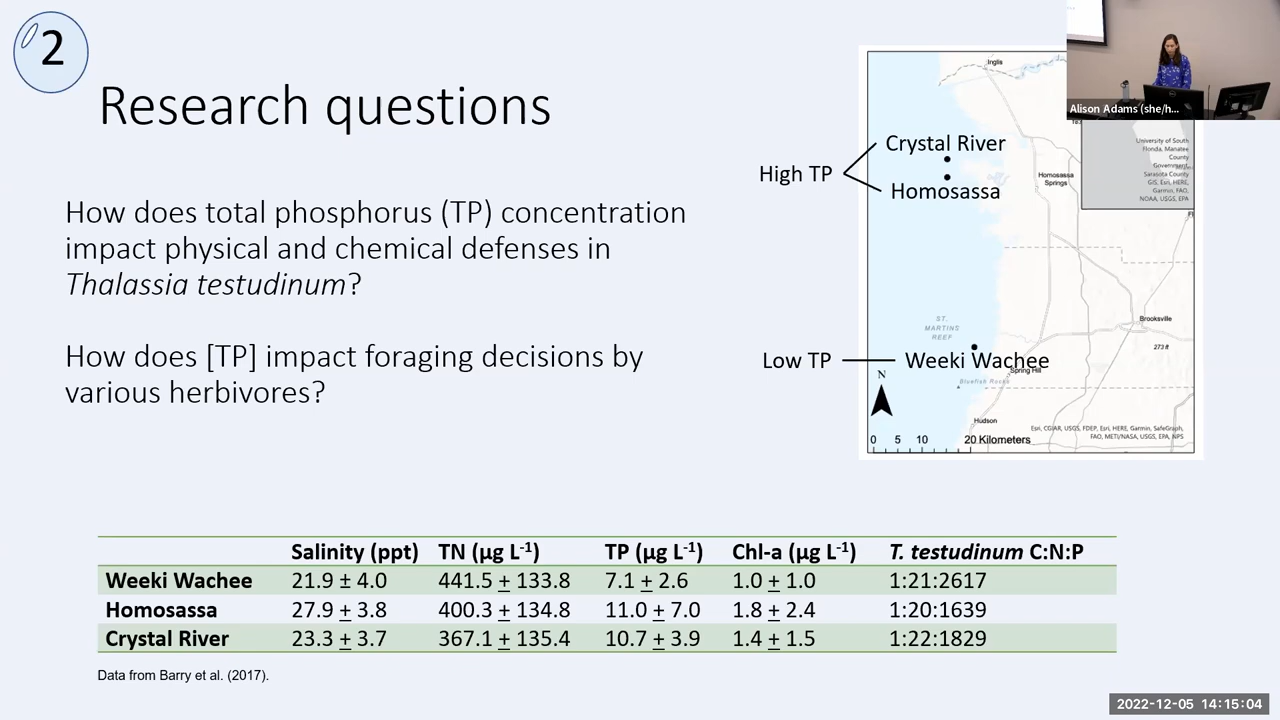 2
Research questions
How does total phosphorus (TP) concentration
impact physical and chemical defenses in
Thalassia testudinum?
How does [TP] impact foraging decisions by
various herbivores?
Alison Adams (she/h...
Inglis
University of South
Florida, Manatee
County
Government,
Sarasota County
GIS, Esri, HERE,
Garmin, FAO,
NOAA, USGS, EPA
High TP
Crystal River
Homosassa
Homosassa
Springs
ST.
MARTINS
REEF
Brooksville
273 ft
Low TP
Weeki Wachee
Spring Hill
Bluefish Rocks
N
Hudson
Esri, CGIAR, USGS, FDEP, Esri, HERE, Garmin, SafeGraph,
FAO, METI/NASA, USGS, EPA, NPS
0 5 10 20 Kilometers
Salinity (ppt) TN (µg L-1) TP (µg L-1) Chl-a (µg L-1) T. testudinum C:N:P
Weeki Wachee 21.9 ± 4.0 441.5 ± 133.8 7.1 ± 2.6 1.0 ± 1.0 1:21:2617
Homosassa 27.9 ± 3.8 400.3 ± 134.8 11.0 ± 7.0 1.8 ± 2.4 1:20:1639
Crystal River 23.3 ± 3.7 367.1 ± 135.4 10.7 ± 3.9 1.4 ± 1.5 1:22:1829
Data from Barry et al. (2017).
2022-12-05 14:15:04